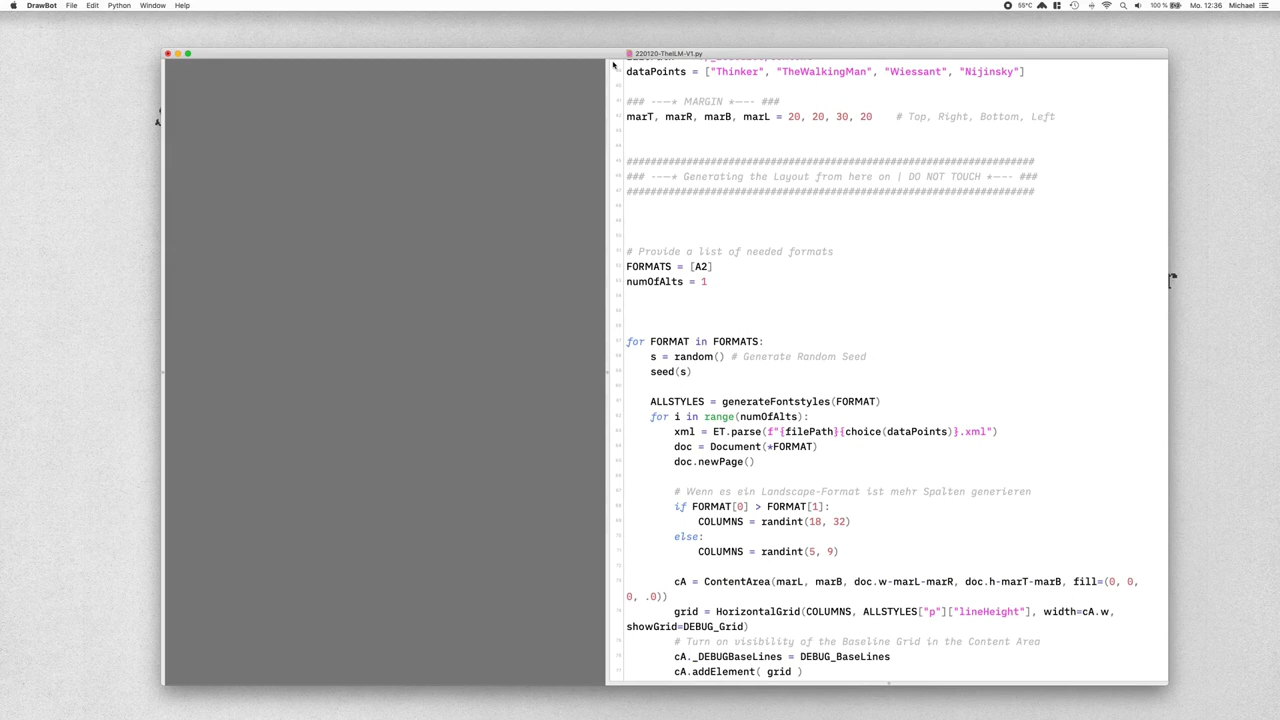 DrawBot File Edit Python Window Help 55°C 100 % Mo. 12:36 Michael
220120-TheILM-V1.py
dataPoints = ["Thinker", "TheWalkingMan", "Wiessant", "Nijinsky"]
### -——* MARGIN *——- ###
marT, marR, marB, marL = 20, 20, 30, 20 # Top, Right, Bottom, Left
####################################################################
### -——* Generating the Layout from here on | DO NOT TOUCH *——- ###
####################################################################
# Provide a list of needed formats
FORMATS = [A2]
numOfAlts = 1
for FORMAT in FORMATS:
s = random() # Generate Random Seed
seed(s)
ALLSTYLES = generateFontstyles(FORMAT)
for i in range(numOfAlts):
xml = ET.parse(f"{filePath}{choice(dataPoints)}.xml")
doc = Document(*FORMAT)
doc.newPage()
# Wenn es ein Landscape-Format ist mehr Spalten generieren
if FORMAT[0] > FORMAT[1]:
COLUMNS = randint(18, 32)
else:
COLUMNS = randint(5, 9)
cA = ContentArea(marL, marB, doc.w-marL-marR, doc.h-marT-marB, fill=(0, 0,
0, .0))
grid = HorizontalGrid(COLUMNS, ALLSTYLES["p"]["lineHeight"], width=cA.w,
showGrid=DEBUG_Grid)
# Turn on visibility of the Baseline Grid in the Content Area
cA._DEBUGBaseLines = DEBUG_BaseLines
cA.addElement( grid )